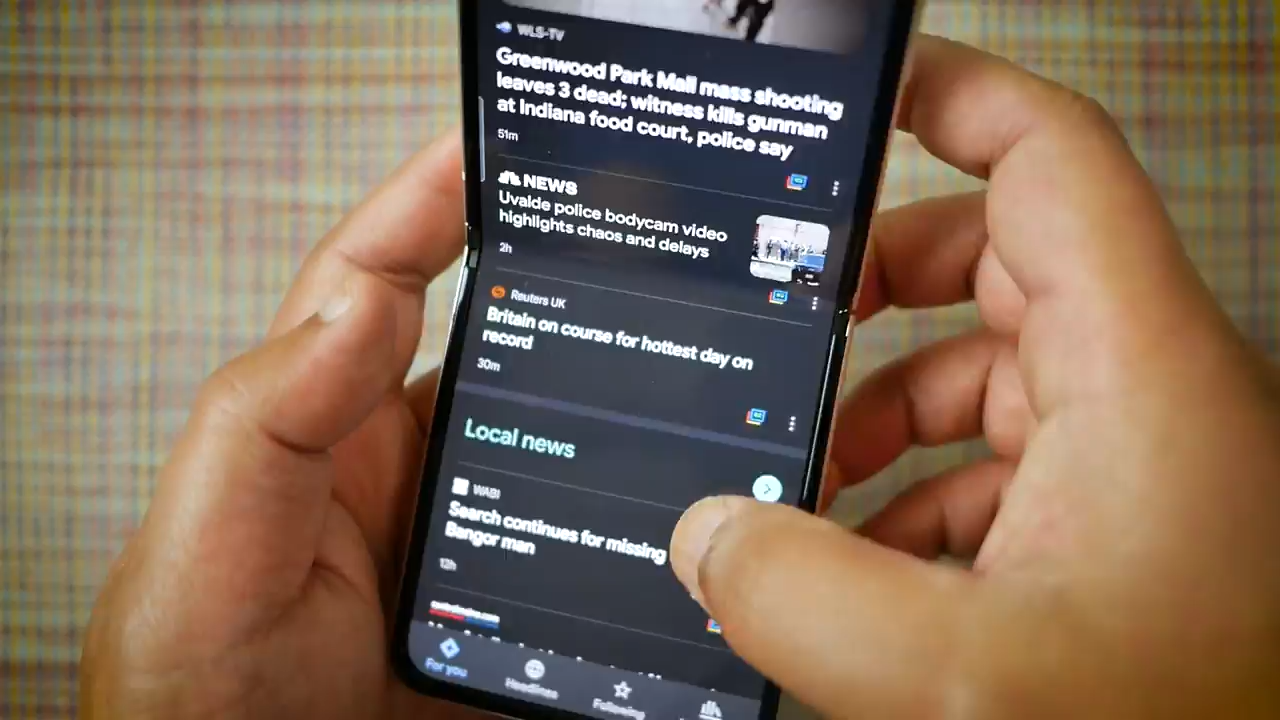 WLS-TV
Greenwood Park Mall mass shooting
leaves 3 dead; witness kills gunman
at Indiana food court, police say
51m
NEWS
Uvalde police bodycam video
highlights chaos and delays
2h
Reuters UK
Britain on course for hottest day on
record
30m
Local news
WABI
Search continues for missing
Bangor man
13h
For you
Headlines
Following